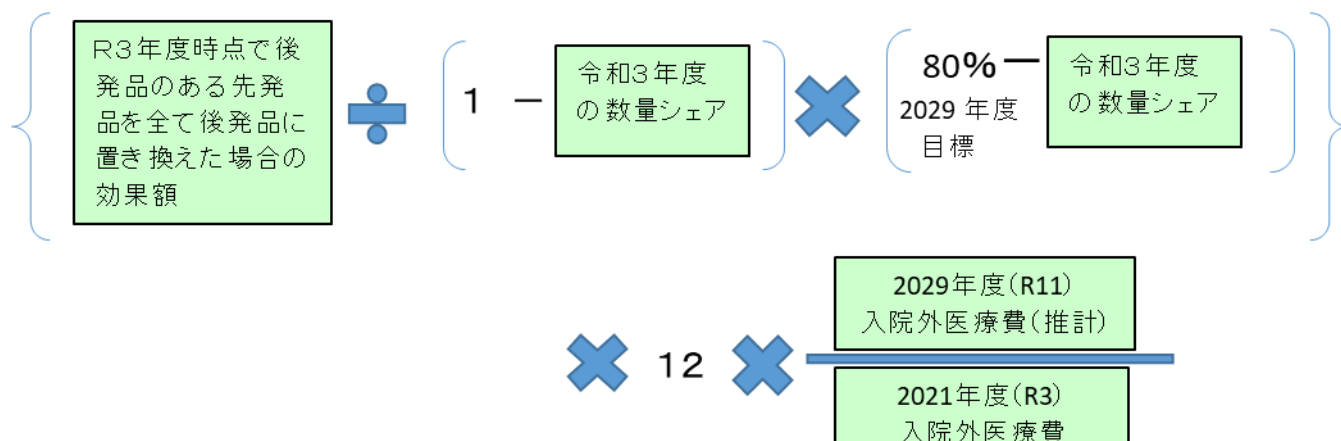 R3年度時点で後
発品のある先発
品を全て後発品に
置き換えた場合の
効果額
÷
1 －
令和3年度
の数量シェア
×
80%－
2029 年度
目標
令和3年度
の数量シェア
× 12 ×
2029年度(R11)
入院外医療費(推計)
2021年度(R3)
入院外医療費